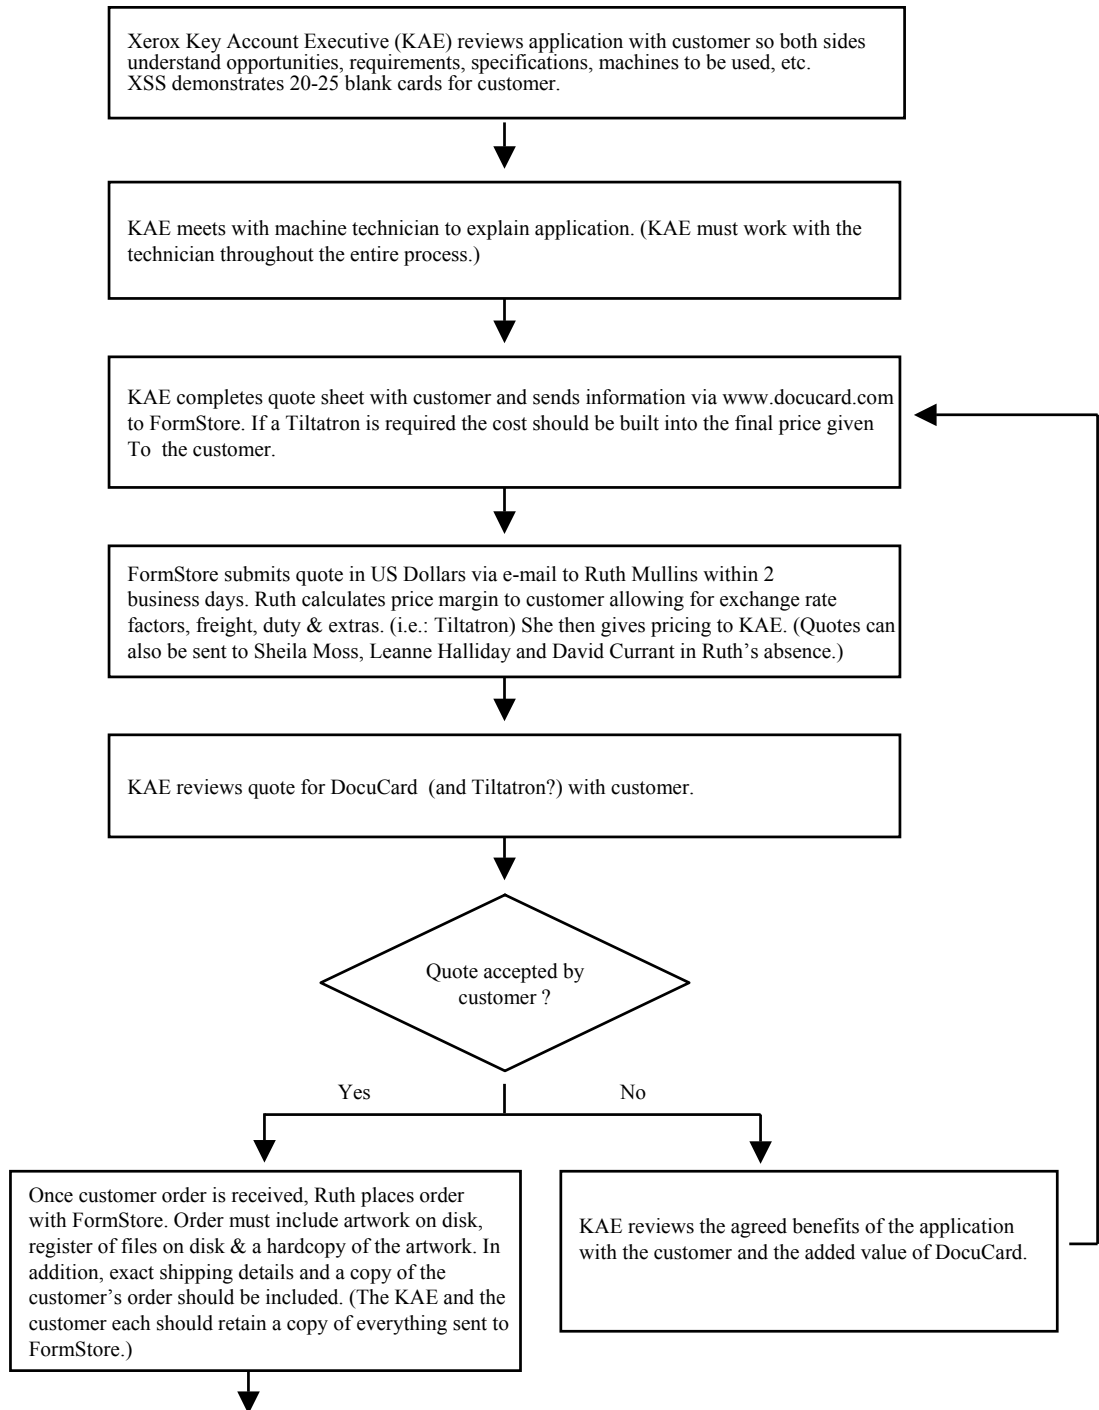 Xerox Key Account Executive (KAE) reviews application with customer so both sides
understand opportunities, requirements, specifications, machines to be used, etc.
XSS demonstrates 20-25 blank cards for customer.
KAE meets with machine technician to explain application. (KAE must work with the
technician throughout the entire process.)
KAE completes quote sheet with customer and sends information via www.docucard.com
to FormStore. If a Tiltatron is required the cost should be built into the final price given
To the customer.
FormStore submits quote in US Dollars via e-mail to Ruth Mullins within 2
business days. Ruth calculates price margin to customer allowing for exchange rate
factors, freight, duty & extras. (i.e.: Tiltatron) She then gives pricing to KAE. (Quotes can
also be sent to Sheila Moss, Leanne Halliday and David Currant in Ruth's absence.)
KAE reviews quote for DocuCard (and Tiltatron?) with customer.
Quote accepted by
customer ?
Yes
No
Once customer order is received, Ruth places order
with FormStore. Order must include artwork on disk,
register of files on disk & a hardcopy of the artwork. In
addition, exact shipping details and a copy of the
customer's order should be included. (The KAE and the
customer each should retain a copy of everything sent to
FormStore.)
KAE reviews the agreed benefits of the application
with the customer and the added value of DocuCard.